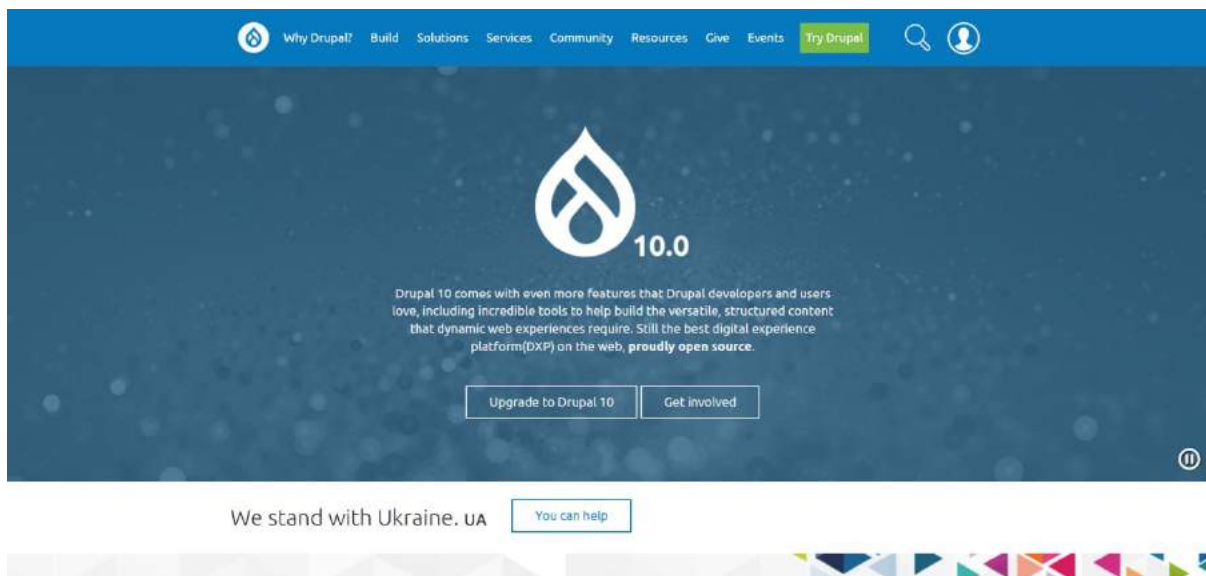 Why Drupal? Build Solutions Services Community Resources Give Events Try Drupal
10.0
Drupal 10 comes with even more features that Drupal developers and users
love, including incredible tools to help build the versatile, structured content
that dynamic web experiences require. Still the best digital experience
platform(DXP) on the web, proudly open source.
Upgrade to Drupal 10 Get involved
We stand with Ukraine. UA You can help